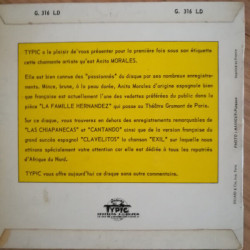 G. 316 LD
G. 316 LD
TYPIC a le plaisir de vous présenter pour la première fois sous son étiquette
cette charmante artiste qu'est Anita MORALES.
Elle est bien connue des "passionnés" du disque par ses nombreux enregistre-
ments. Mince, brune, à la peau dorée, Anita Morales d'origine espagnole bien
que française est actuellement l'une des vedettes préférées du public dans la
pièce "LA FAMILLE HERNANDEZ" qui passe au Théâtre Gramont de Paris.
Sur ce disque, vous trouverez en dehors des enregistrements remarquables de
"LAS CHIAPANECAS" et "CANTANDO" ainsi que de la version française du
grand succès espagnol "CLAVELITOS" la chanson "EXIL" sur laquelle nous
attirons spécialement votre attention car elle est dédiée à tous les rapatriés
d'Afrique du Nord.
TYPIC vous offre aujourd'hui ce disque sans autre commentaire.
TYPIC